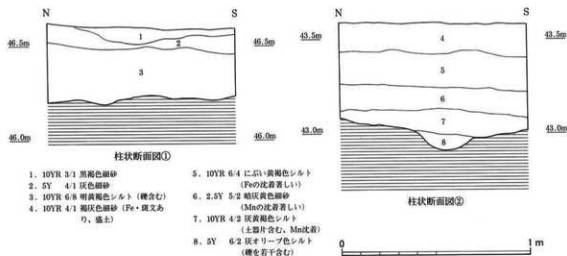 N S
46.5m 46.5m
1
2
3
46.0m 46.0m
柱状断面図①
N S
43.5m 43.5m
4
5
6
7
43.0m 43.0m
8
柱状断面図②
1. 10YR 3/1 黒褐色細砂
2. 5Y 4/1 灰色細砂
3. 10YR 6/8 明黄褐色シルト(礫含む)
4. 10YR 4/1 褐灰色細砂(Fe・斑文あ
り、盛土)
5. 10YR 6/4 にぶい黄褐色シルト
(Feの沈着著しい)
6. 2.5Y 5/2 暗灰黄色細砂
(Mnの沈着著しい)
7. 10YR 4/2 灰黄褐色シルト
(土器片含む、Mn沈着)
8. 5Y 6/2 灰オリーブ色シルト
(礫を若干含む)
0 1m